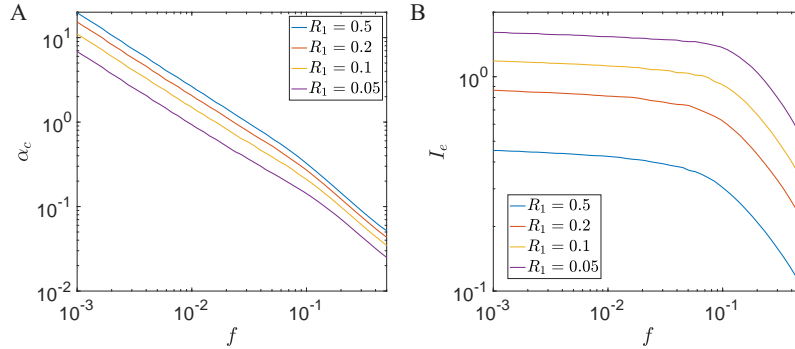 A
10^1
10^0
10^-1
10^-2
α_c
10^-3
10^-2
10^-1
f
R_1 = 0.5
R_1 = 0.2
R_1 = 0.1
R_1 = 0.05
B
10^0
10^-1
I_e
10^-3
10^-2
10^-1
f
R_1 = 0.5
R_1 = 0.2
R_1 = 0.1
R_1 = 0.05